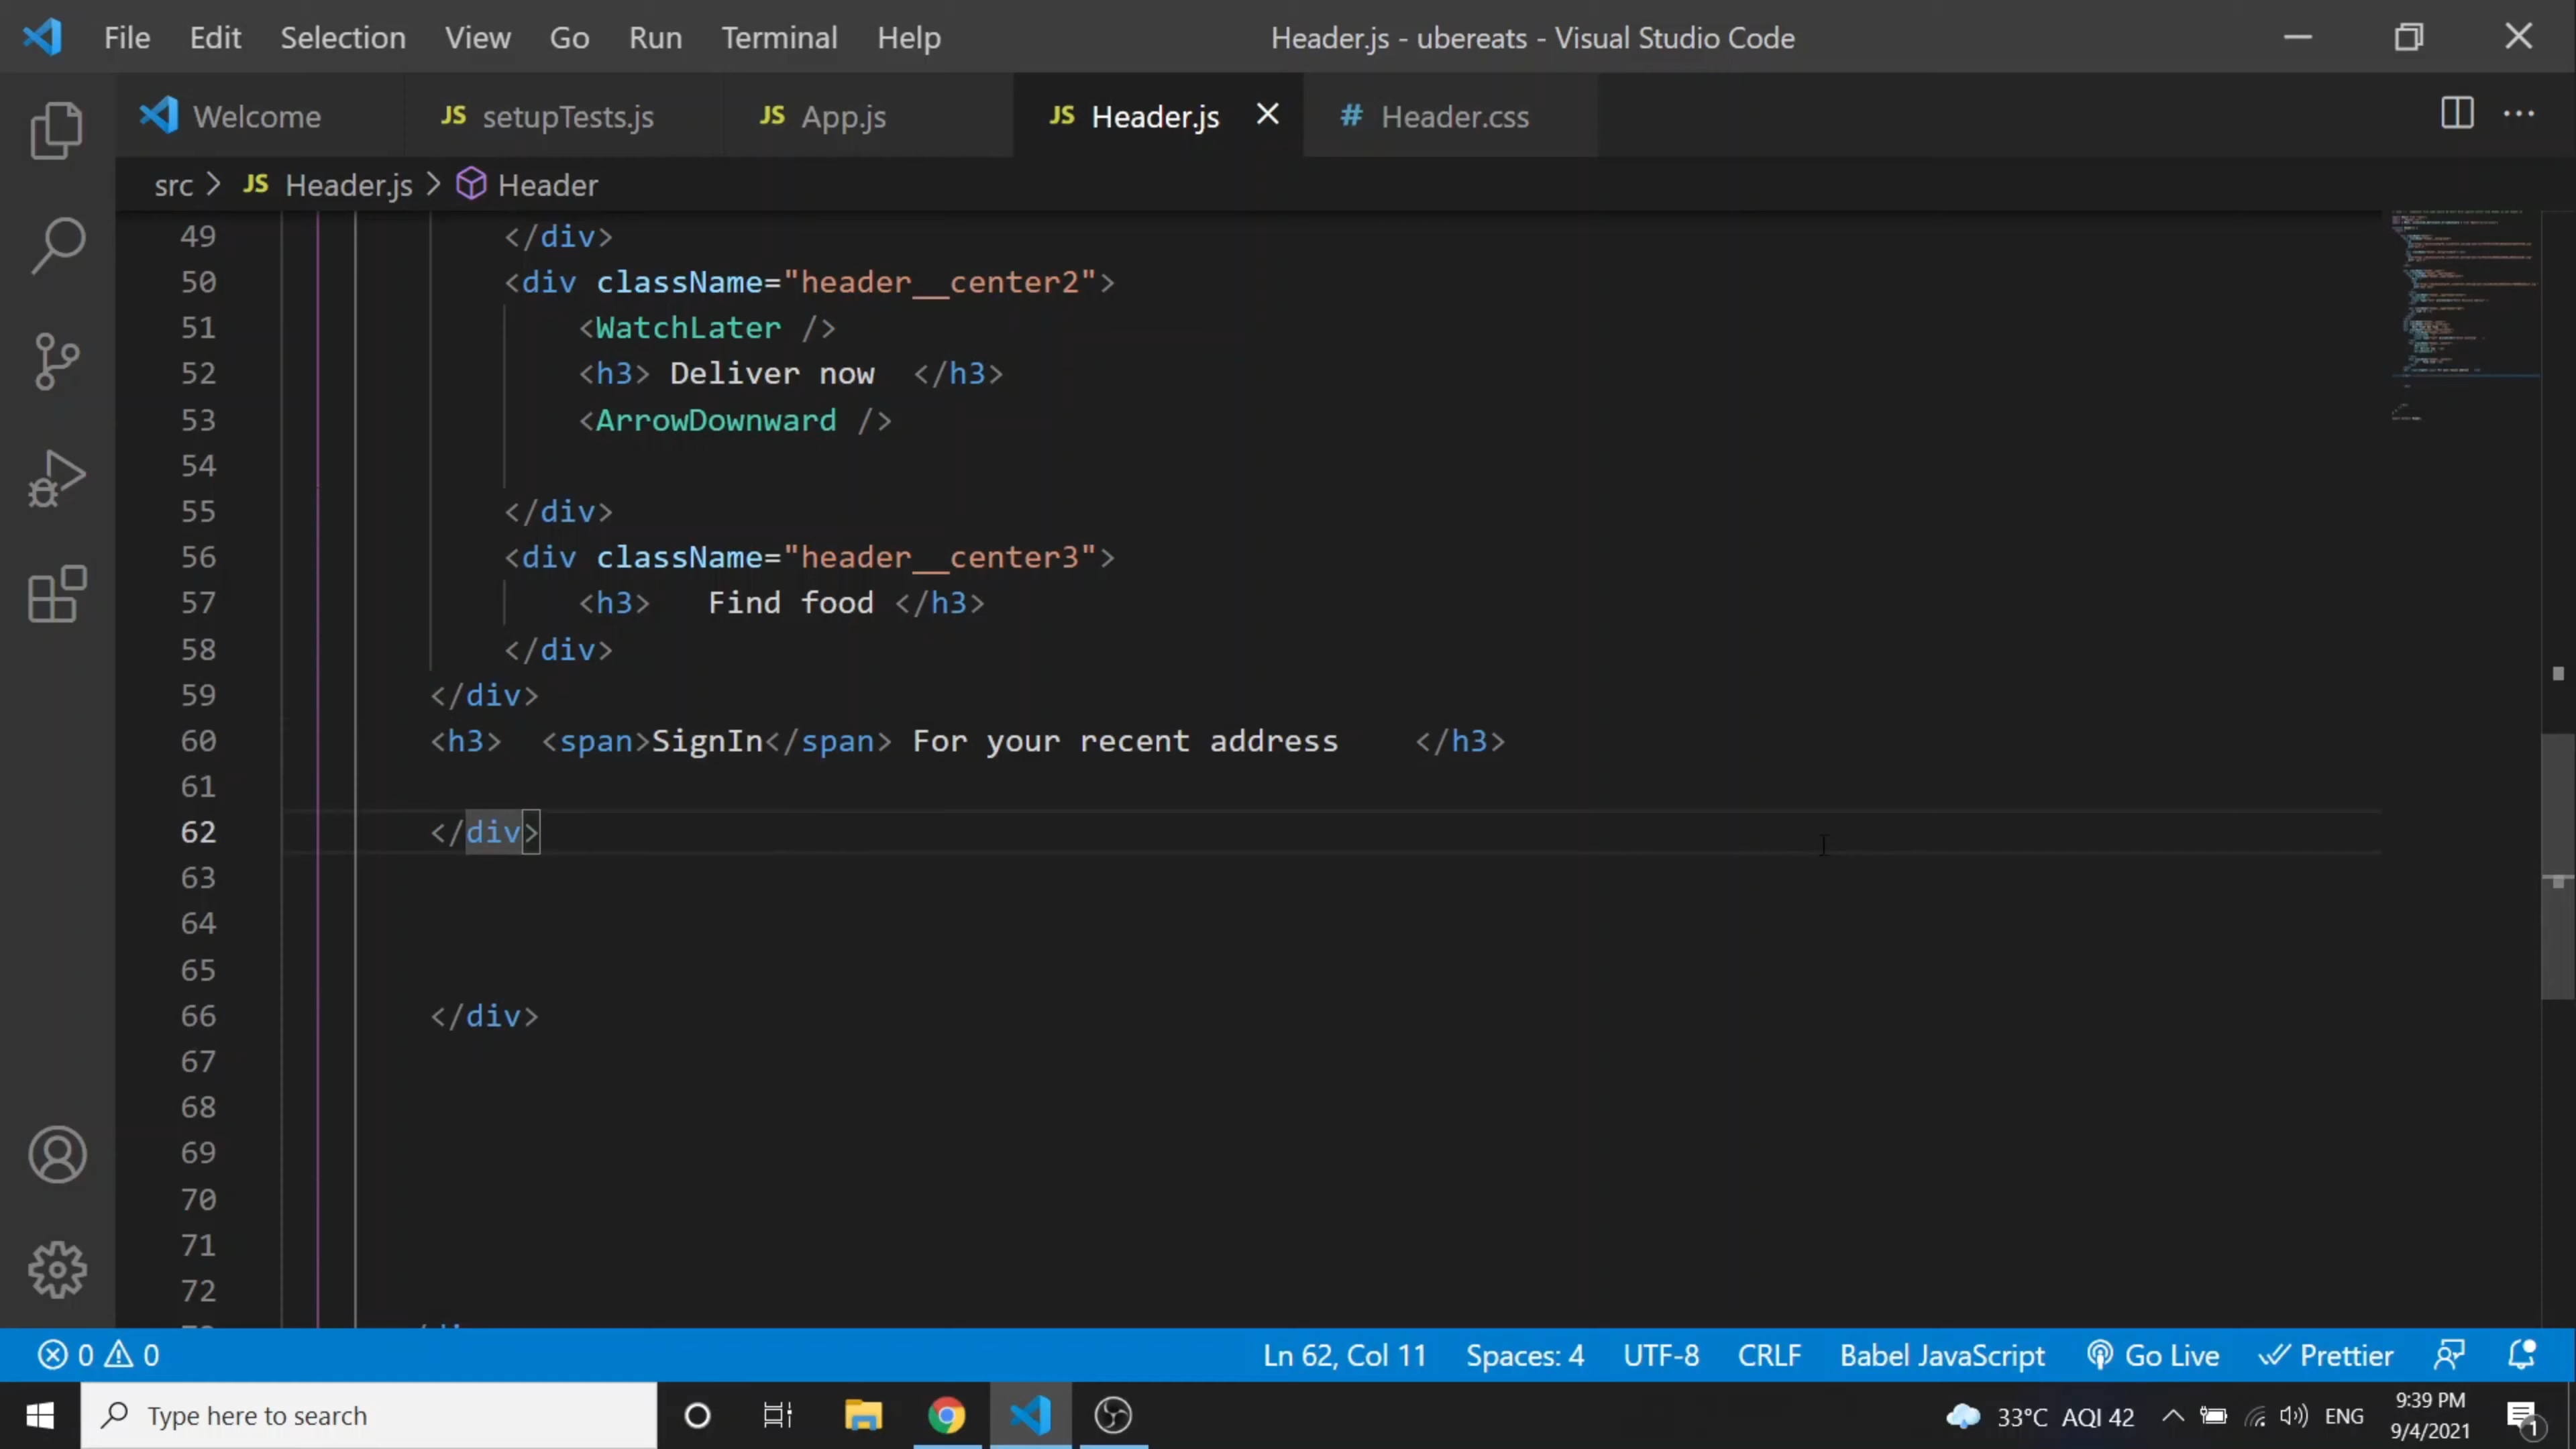 File Edit Selection View Go Run Terminal Help Header.js - ubereats - Visual Studio Code
Welcome JS setupTests.js JS App.js JS Header.js # Header.css
src > JS Header.js > Header
49 </div>
50 <div className="header__center2">
51 <WatchLater />
52 <h3> Deliver now  </h3>
53 <ArrowDownward />
54
55 </div>
56 <div className="header__center3">
57 <h3>   Find food </h3>
58 </div>
59 </div>
60 <h3>  <span>SignIn</span> For your recent address    </h3>
61
62 </div>
63
64
65
66 </div>
67
68
69
70
71
72
0 0 Ln 62, Col 11 Spaces: 4 UTF-8 CRLF Babel JavaScript Go Live Prettier
Type here to search 33°C AQI 42 ENG 9:39 PM
9/4/2021 1